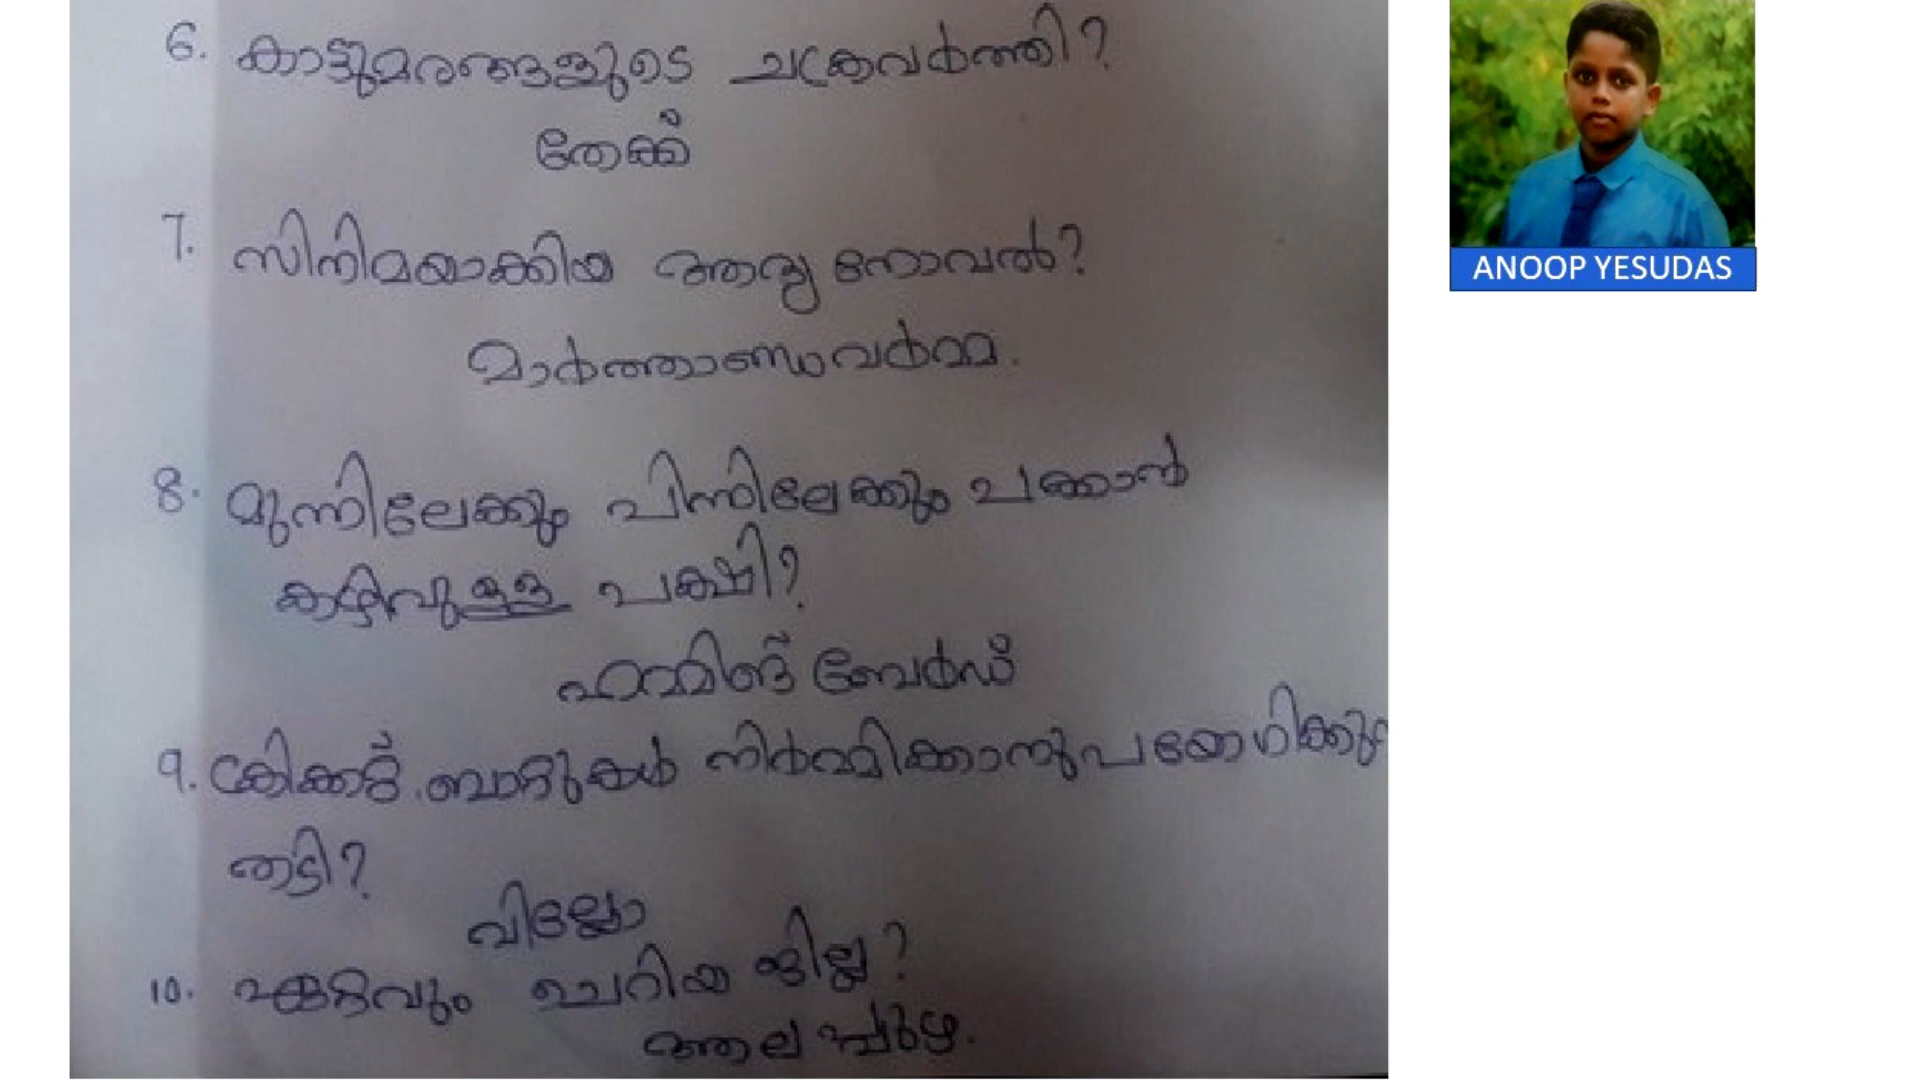 6. കാട്ടുമരങ്ങളുടെ ചക്രവർത്തി?
തേക്ക്
7. സിനിമയാക്കിയ ആദ്യ നോവൽ?
മാർത്താണ്ഡവർമ്മ.
8. മുന്നിലേക്കും പിന്നിലേക്കും പറക്കാൻ
കഴിവുള്ള പക്ഷി?
ഹമ്മിങ് ബേർഡ്
9. ക്രിക്കറ്റ് ബാറ്റുകൾ നിർമ്മിക്കാനുപയോഗിക്കുന്ന
തടി?
വില്ലോ
10. ഏറ്റവും ചെറിയ ജില്ല?
ആലപ്പുഴ.
ANOOP YESUDAS